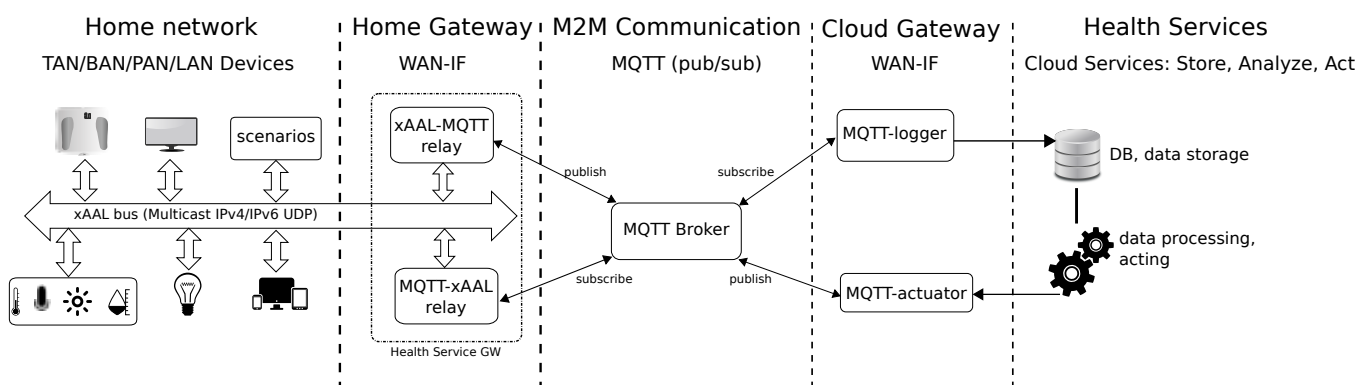 Home network
Home Gateway
M2M Communication
Cloud Gateway
Health Services
TAN/BAN/PAN/LAN Devices
WAN-IF
MQTT (pub/sub)
WAN-IF
Cloud Services: Store, Analyze, Act
scenarios
xAAL-MQTT
relay
MQTT-logger
DB, data storage
publish
subscribe
xAAL bus (Multicast IPv4/IPv6 UDP)
MQTT Broker
data processing,
acting
subscribe
publish
MQTT-xAAL
relay
MQTT-actuator
Health Service GW